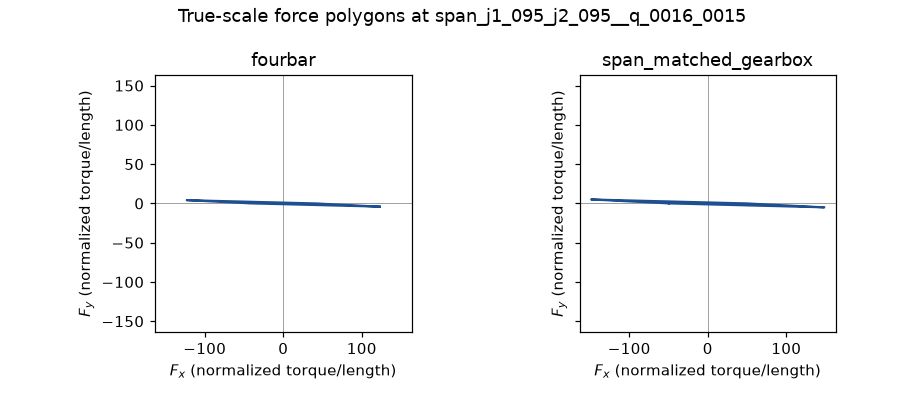 True-scale force polygons at span_j1_095_j2_095__q_0016_0015
fourbar
span_matched_gearbox
150
100
50
0
−50
−100
−150
−100
0
100
−100
0
100
F_y (normalized torque/length)
F_y (normalized torque/length)
F_x (normalized torque/length)
F_x (normalized torque/length)